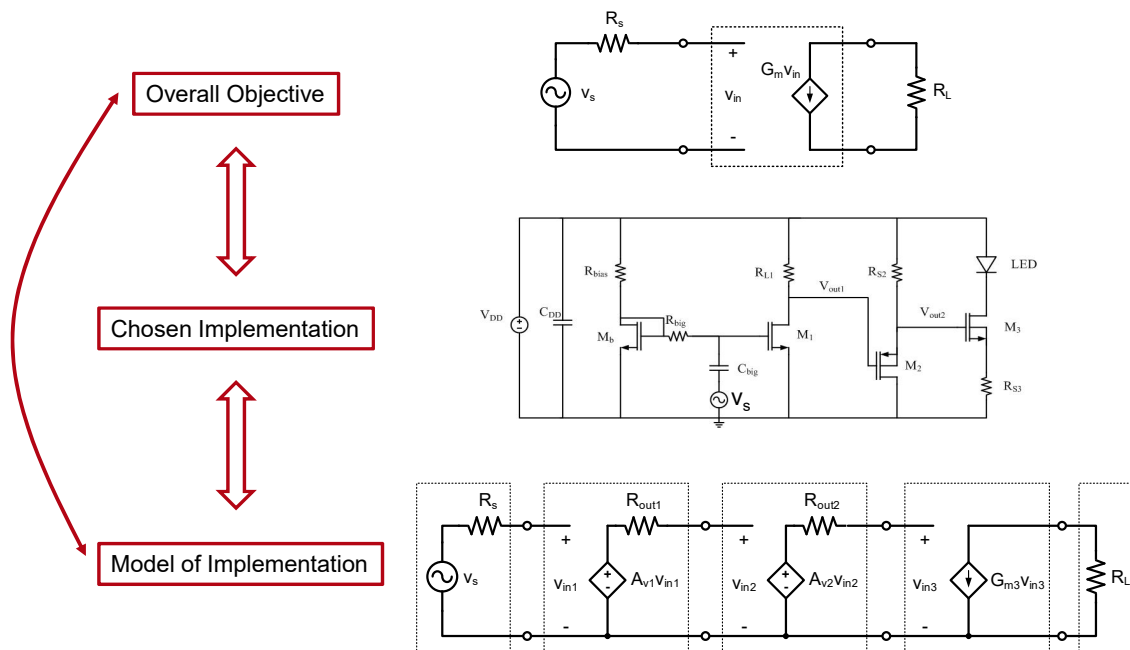 Overall Objective
Chosen Implementation
Model of Implementation
Rs
vs
+
vin
-
Gmvin
RL
VDD
CDD
Rbias
Mb
Rbig
Cbig
Vs
RL1
M1
Vout1
RS2
M2
Vout2
LED
M3
RS3
Rs
vs
+
vin1
-
Rout1
+
-
Av1vin1
+
vin2
-
Rout2
+
-
Av2vin2
+
vin3
-
Gm3vin3
RL